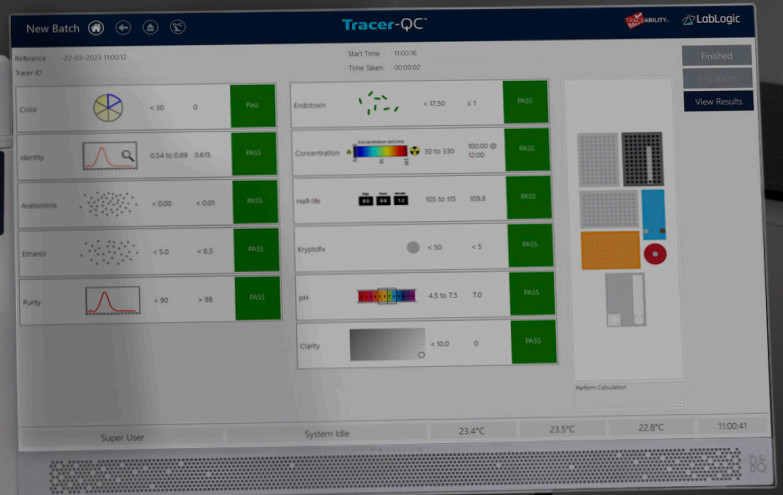 New Batch
Tracer-QC
TRACEABILITY.
LabLogic
Reference -22-03-2023 11:00:12
Start Time 11:00:16
Finished
Tracer ID
Time Taken 00:00:02
End Batch
View Results
Color < 30 0 Pass
Identity 0.54 to 0.69 0.615 PASS
Acetonitrile < 0.00 < 0.01 PASS
Ethanol < 5.0 < 0.5 PASS
Purity > 90 > 98 PASS
Endotoxin < 17.50 ≤ 1 PASS
Concentration 30 to 330 100.00 @ 12:00 PASS
Half-life 105 to 115 109.8 PASS
Kryptofix < 50 < 5 PASS
pH 4.5 to 7.5 7.0 PASS
Clarity < 10.0 0 PASS
Perform Calculation
Super User System Idle 23.4°C 23.5°C 22.8°C 11:00:41
PAVILION
B&O